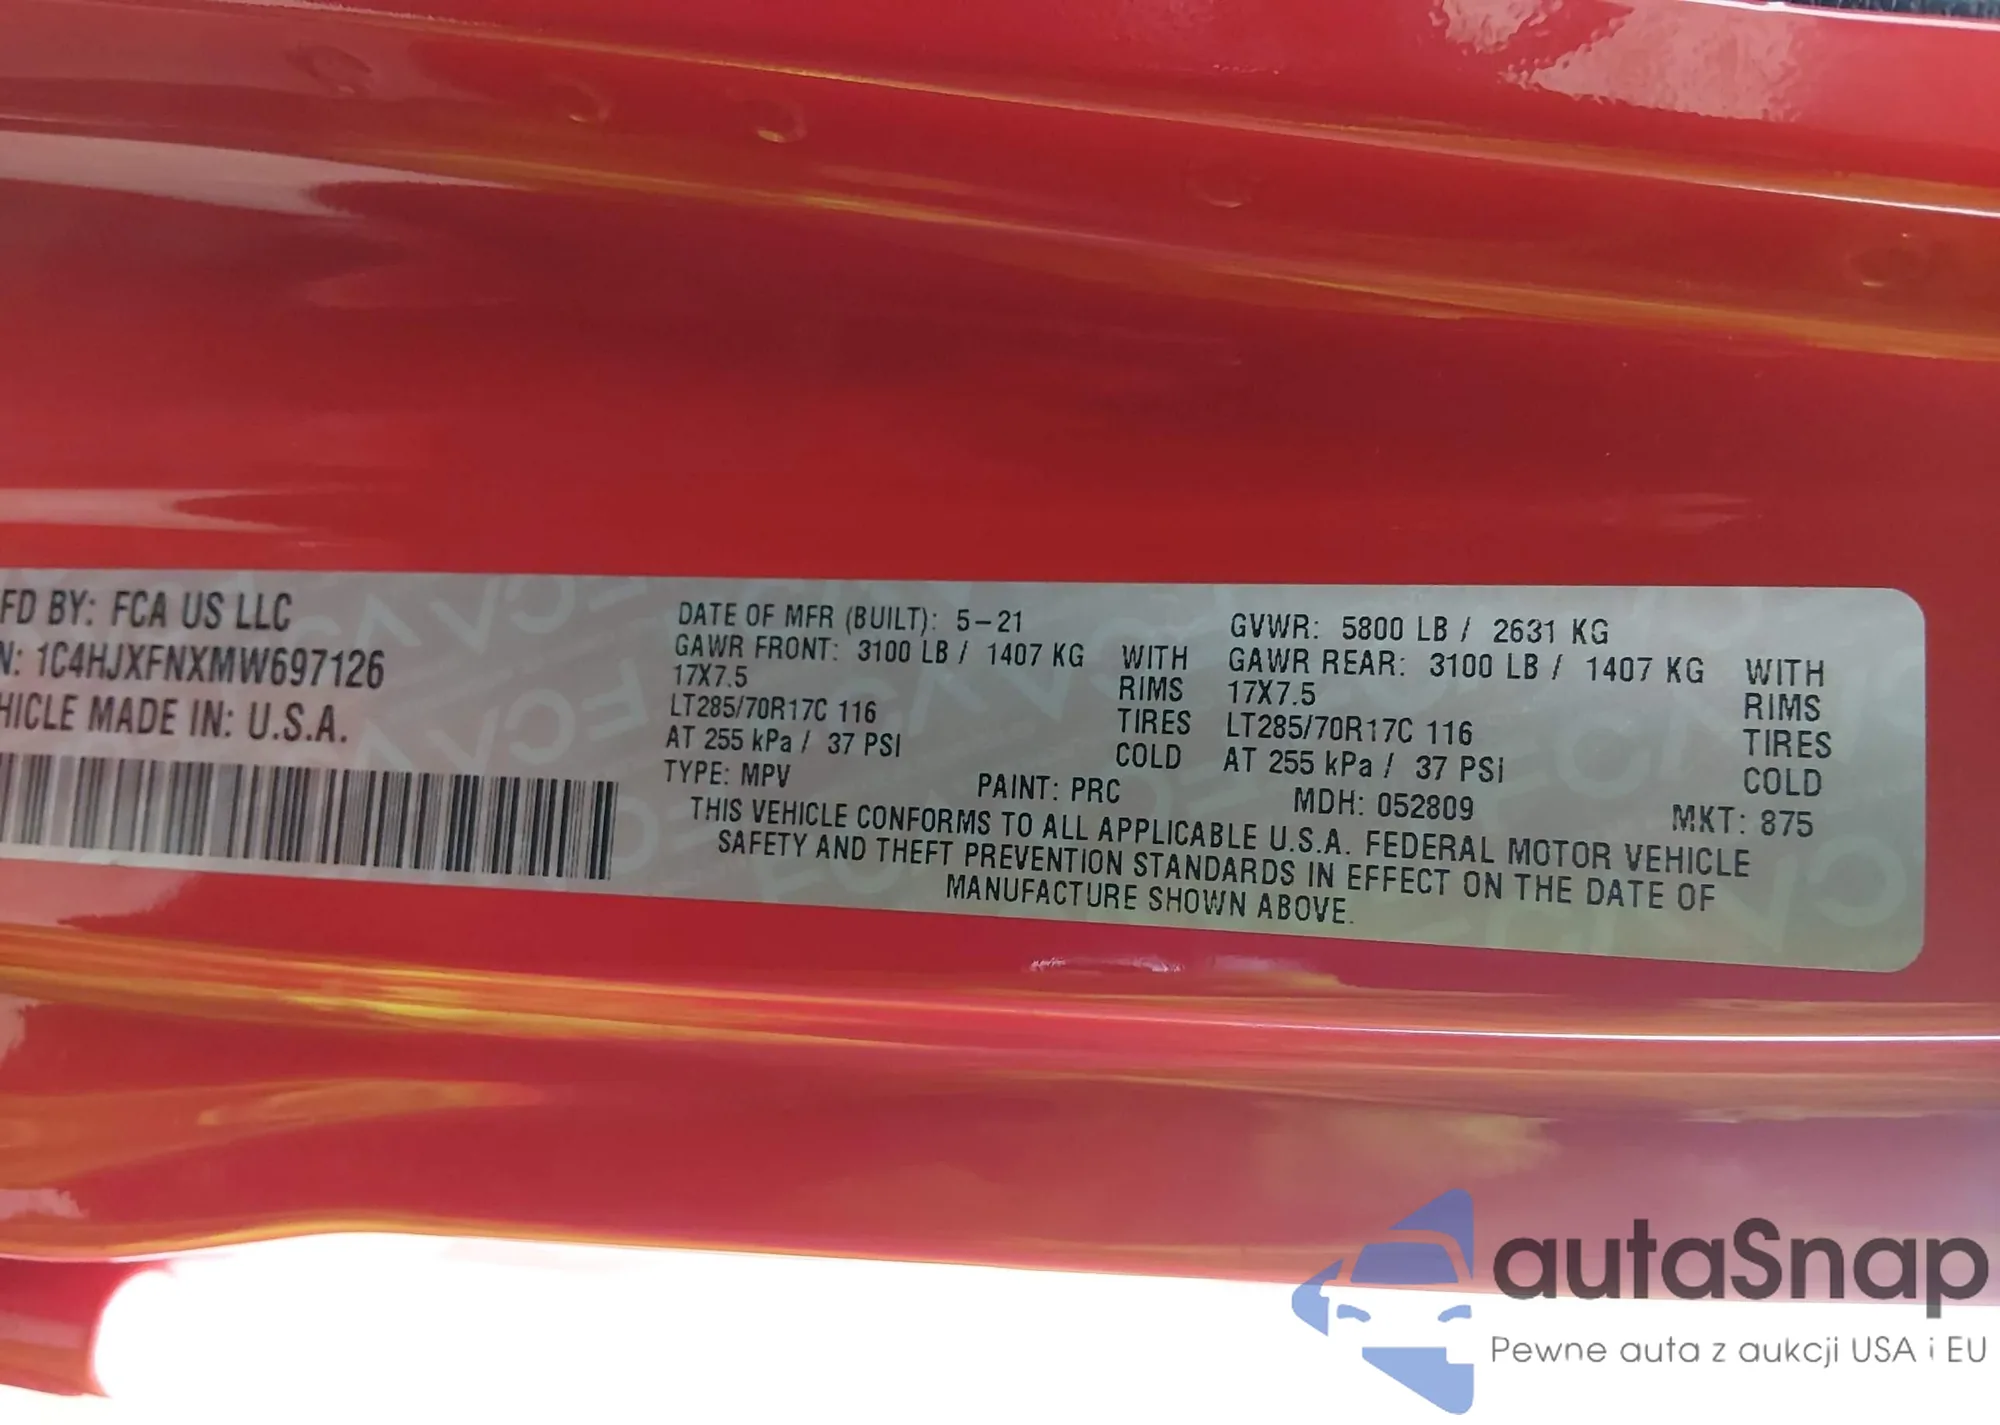 FD BY: FCA US LLC
N: 1C4HJXFNXMW697126
HICLE MADE IN: U.S.A.
DATE OF MFR (BUILT): 5-21 GVWR: 5800 LB / 2631 KG
GAWR FRONT: 3100 LB / 1407 KG WITH GAWR REAR: 3100 LB / 1407 KG WITH
17X7.5 RIMS 17X7.5 RIMS
LT285/70R17C 116 TIRES LT285/70R17C 116 TIRES
AT 255 kPa / 37 PSI COLD AT 255 kPa / 37 PSI COLD
TYPE: MPV PAINT: PRC MDH: 052809 MKT: 875
THIS VEHICLE CONFORMS TO ALL APPLICABLE U.S.A. FEDERAL MOTOR VEHICLE
SAFETY AND THEFT PREVENTION STANDARDS IN EFFECT ON THE DATE OF
MANUFACTURE SHOWN ABOVE.
autaSnap
Pewne auta z aukcji USA i EU